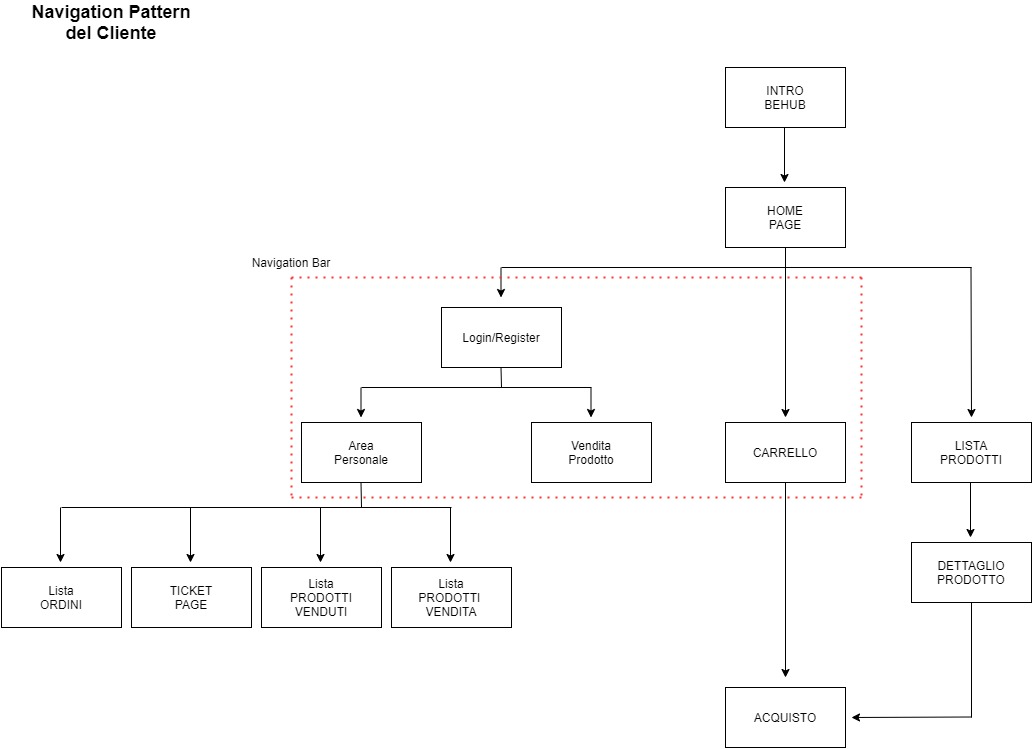 Navigation Pattern
del Cliente
INTRO
BEHUB
HOME
PAGE
Navigation Bar
Login/Register
Area
Personale
Vendita
Prodotto
CARRELLO
LISTA
PRODOTTI
Lista
ORDINI
TICKET
PAGE
Lista
PRODOTTI
VENDUTI
Lista
PRODOTTI
VENDITA
DETTAGLIO
PRODOTTO
ACQUISTO